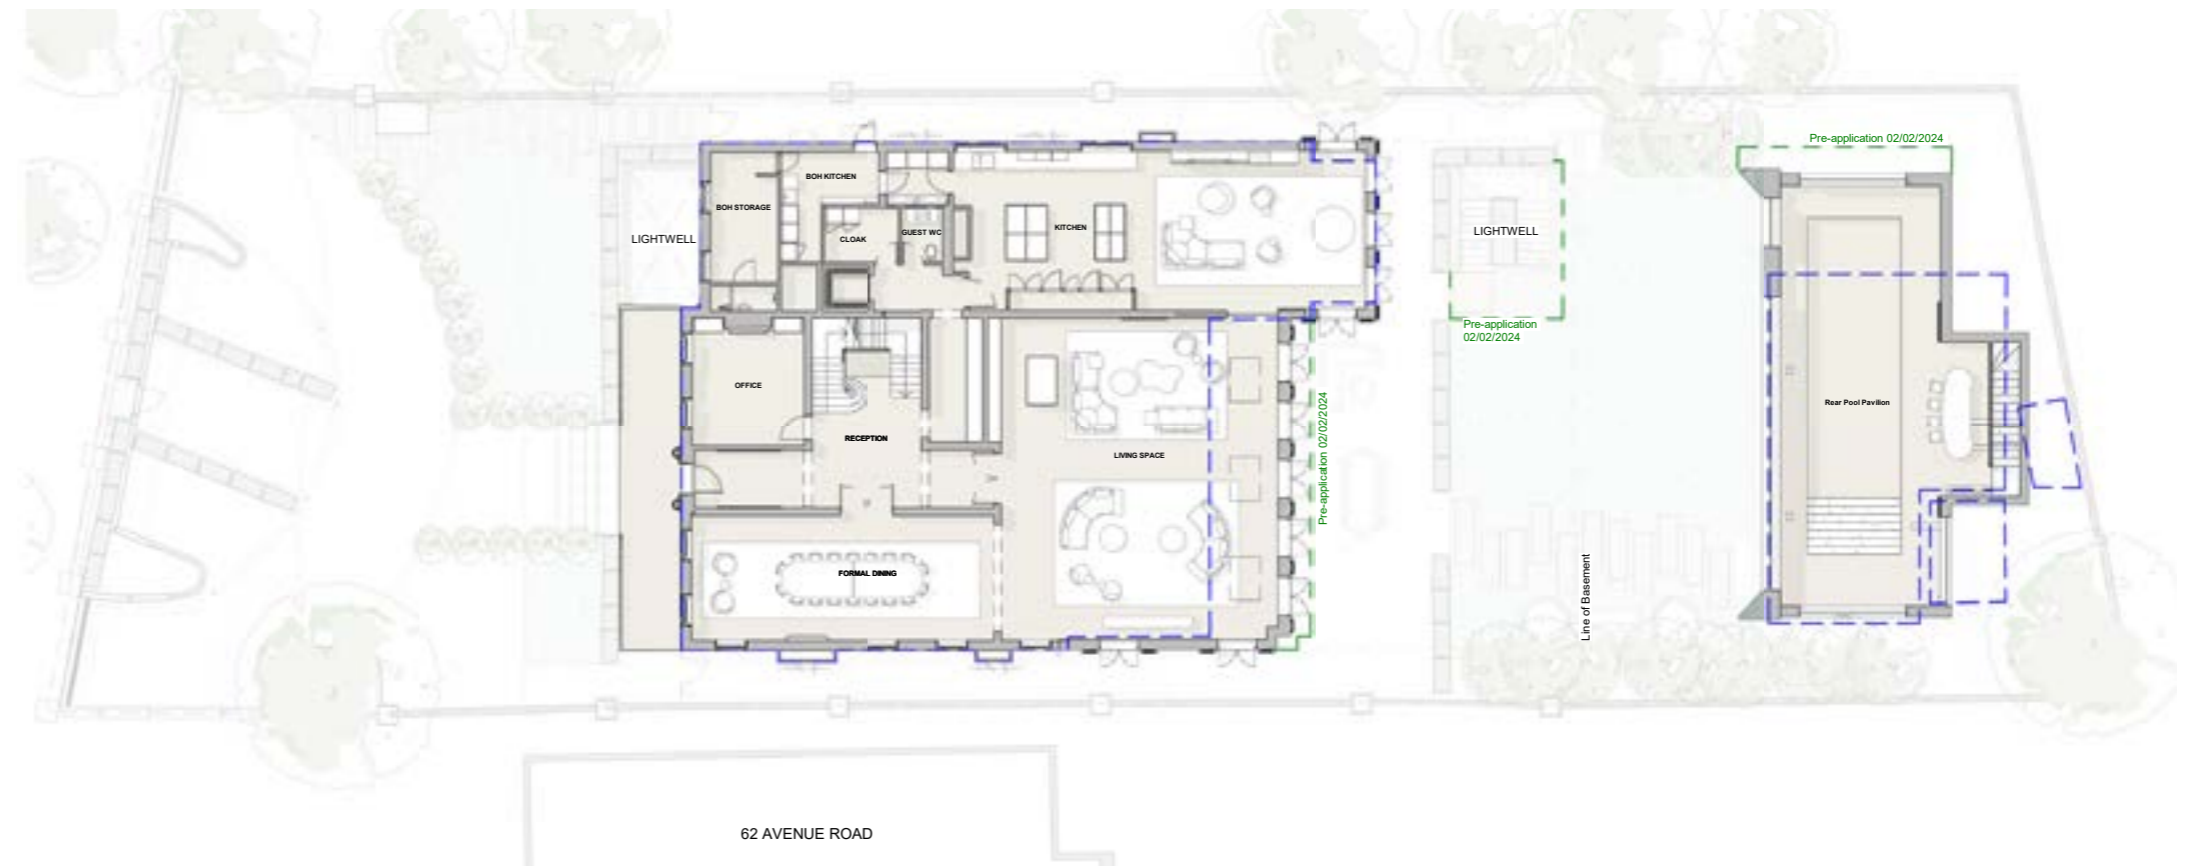 Pre-application 02/02/2024
BOH KITCHEN
BOH STORAGE
LIGHTWELL
CLOAK
GUEST WC
KITCHEN
LIGHTWELL
Pre-application
02/02/2024
OFFICE
RECEPTION
LIVING SPACE
Pre-application 02/02/2024
Rear Pool Pavilion
FORMAL DINING
Line of Basement
62 AVENUE ROAD